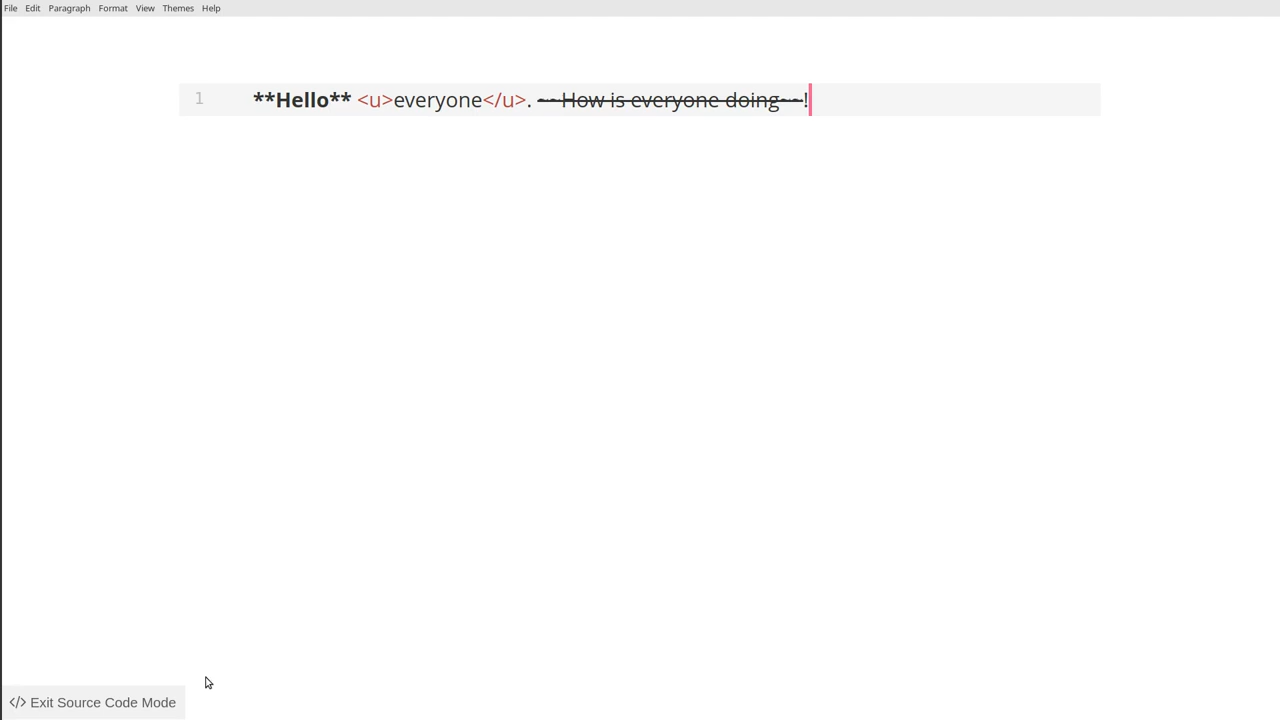 File Edit Paragraph Format View Themes Help
1 **Hello** <u>everyone</u>. ~~How is everyone doing~~!
</> Exit Source Code Mode